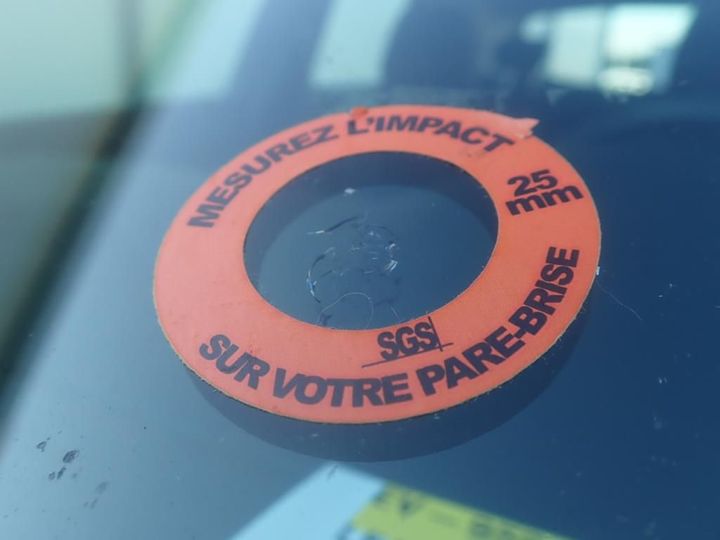 MESUREZ L'IMPACT
25
mm
SGS
SUR VOTRE PARE-BRISE